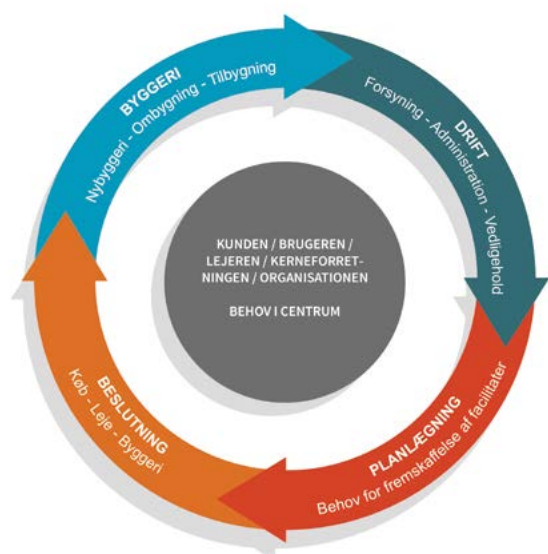 BYGGERI
Nybyggeri - Ombygning - Tilbygning
DRIFT
Forsyning - Administration - Vedligehold
KUNDEN / BRUGEREN /
LEJEREN / KERNEFORRET-
NINGEN / ORGANISATIONEN
BEHOV I CENTRUM
PLANLÆGNING
Behov for fremskaffelse af facilitater
BESLUTNING
Køb - Leje - Byggeri